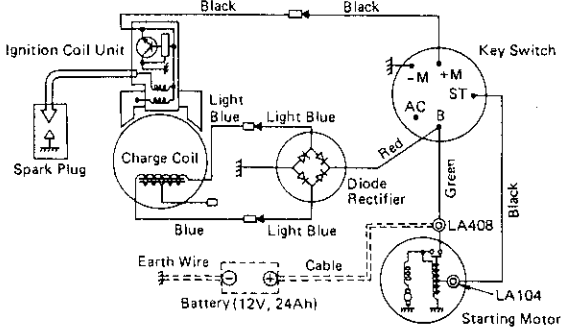 Black
Black
Ignition Coil Unit
Key Switch
−M
+M
ST
AC
B
Light
Blue
Light Blue
Charge Coil
Red
Green
Black
Spark Plug
Diode
Rectifier
Blue
Light Blue
LA408
Earth Wire
Cable
Battery (12V, 24Ah)
LA104
Starting Motor